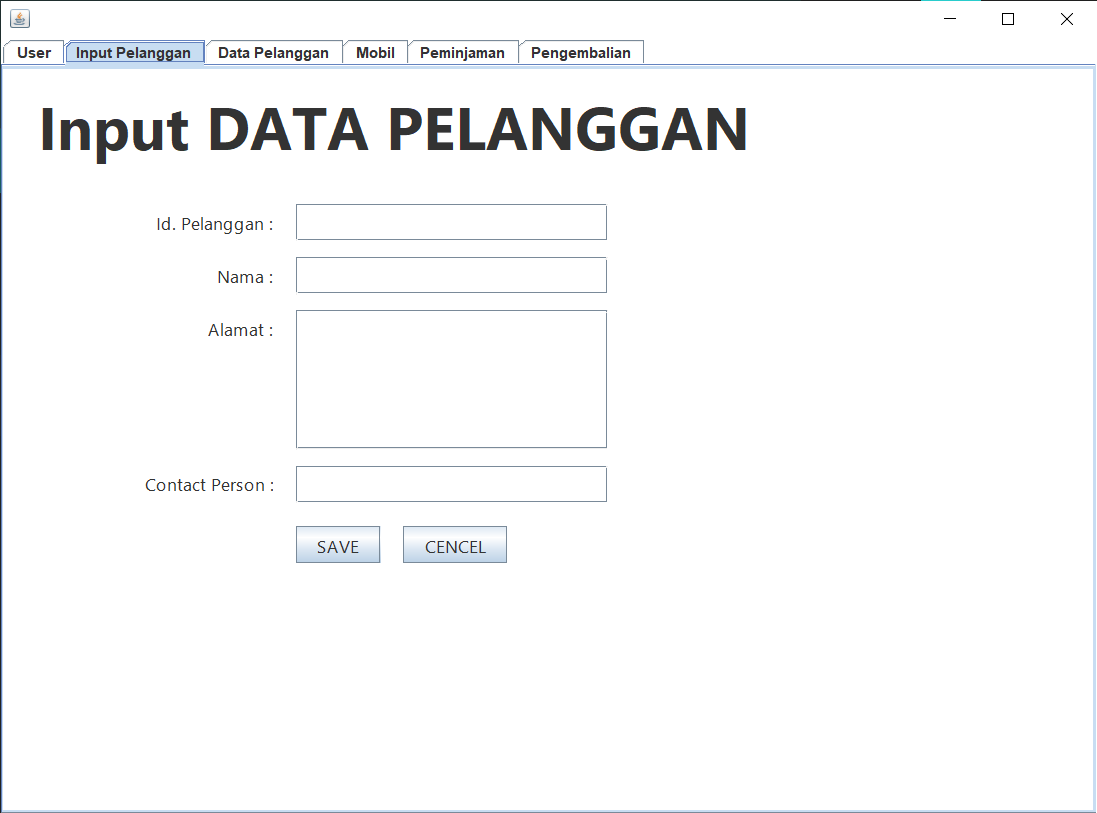 User Input Pelanggan Data Pelanggan Mobil Peminjaman Pengembalian
Input DATA PELANGGAN
Id. Pelanggan :
Nama :
Alamat :
Contact Person :
SAVE CENCEL